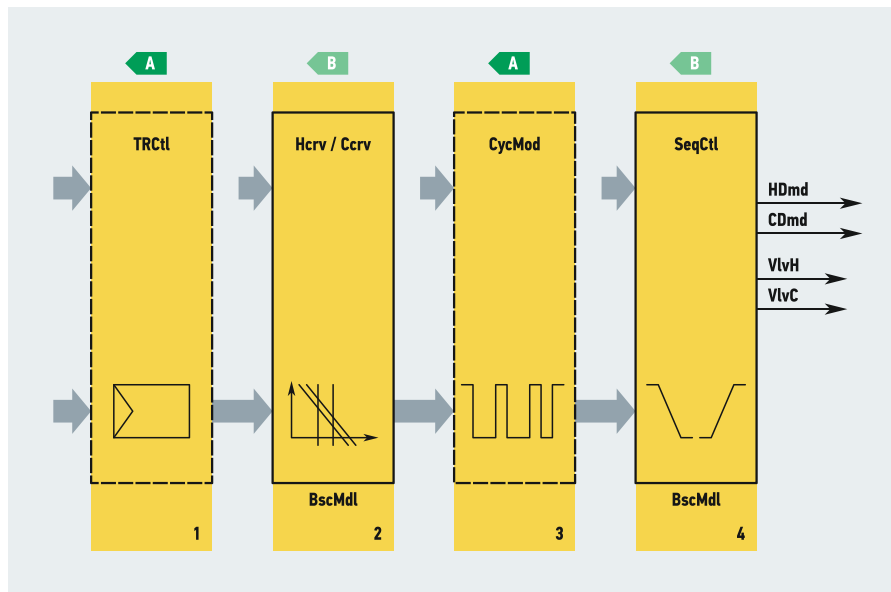 A
B
A
B
TRCtl
Hcrv / Ccrv
CycMod
SeqCtl
HDmd
CDmd
VlvH
VlvC
BscMdl
BscMdl
1
2
3
4